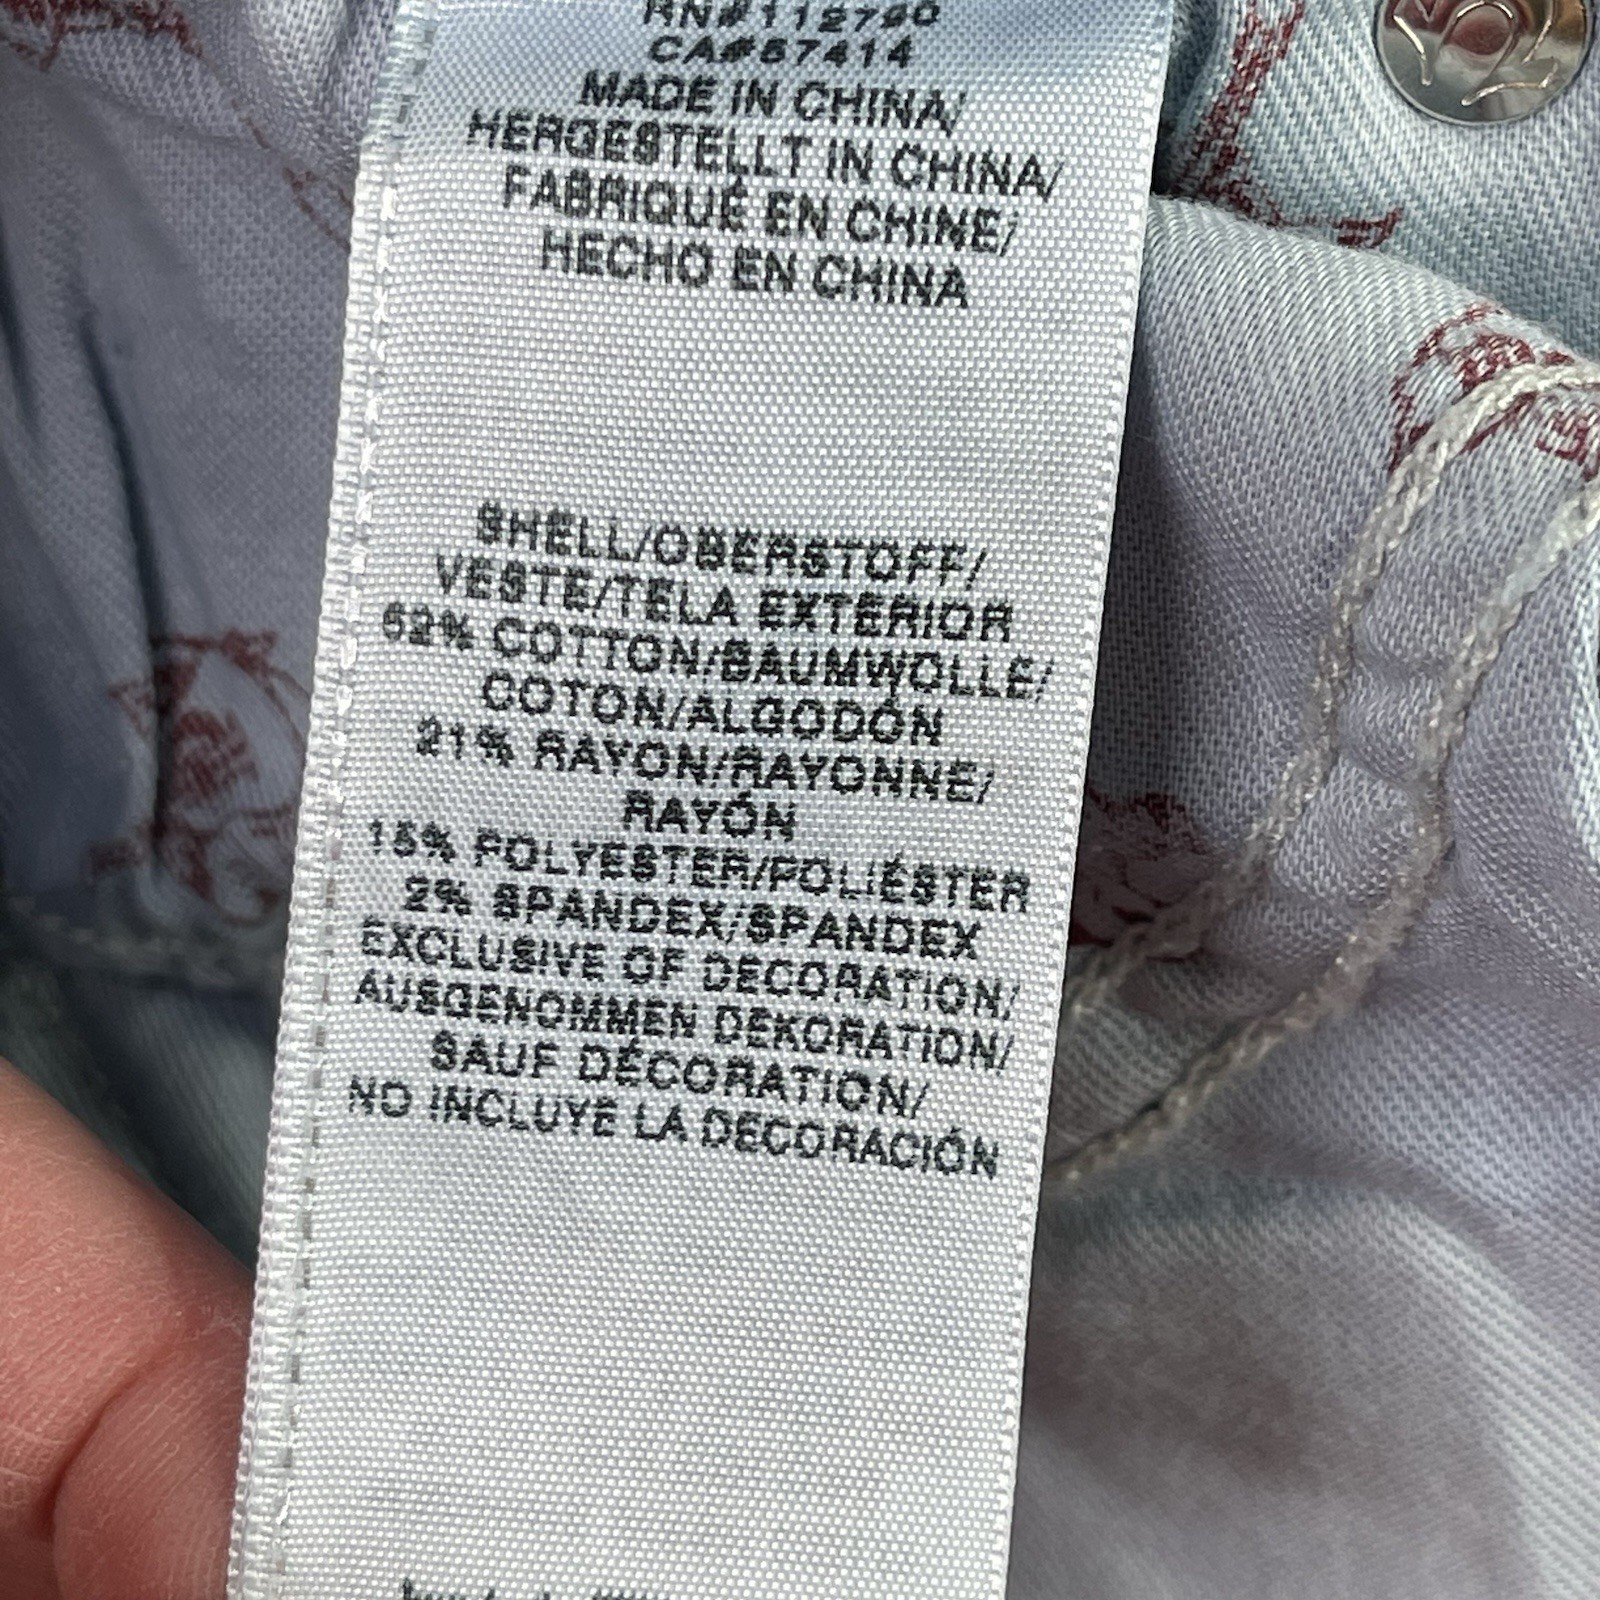 RN#112790
CA#57414
MADE IN CHINA/
HERGESTELLT IN CHINA/
FABRIQUÉ EN CHINE/
HECHO EN CHINA
SHELL/OBERSTOFF/
VESTE/TELA EXTERIOR
62% COTTON/BAUMWOLLE/
COTON/ALGODÓN
21% RAYON/RAYONNE/
RAYÓN
15% POLYESTER/POLIÉSTER
2% SPANDEX/SPANDEX
EXCLUSIVE OF DECORATION/
AUSGENOMMEN DEKORATION/
SAUF DÉCORATION/
NO INCLUYE LA DECORACIÓN